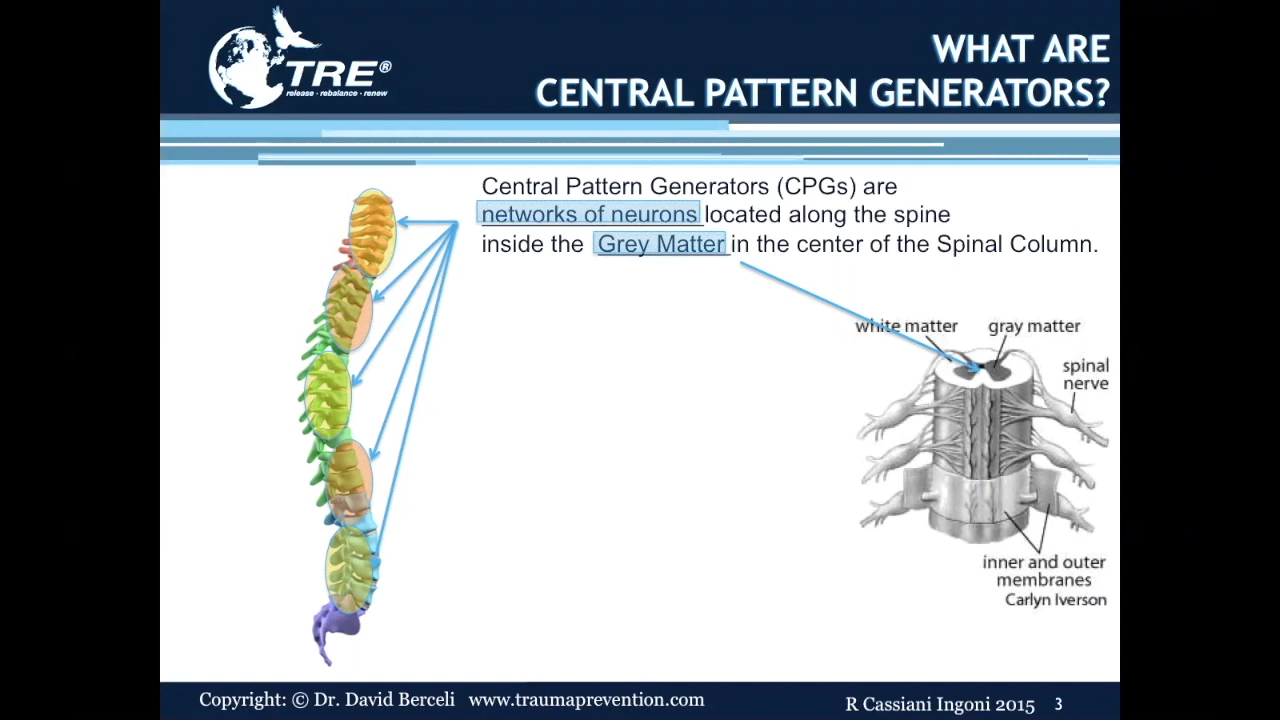 TRE®
release · rebalance · renew
WHAT ARE
CENTRAL PATTERN GENERATORS?
Central Pattern Generators (CPGs) are
networks of neurons located along the spine
inside the Grey Matter in the center of the Spinal Column.
white matter gray matter
spinal
nerve
inner and outer
membranes
Carlyn Iverson
Copyright: © Dr. David Berceli www.traumaprevention.com
R Cassiani Ingoni 2015 3